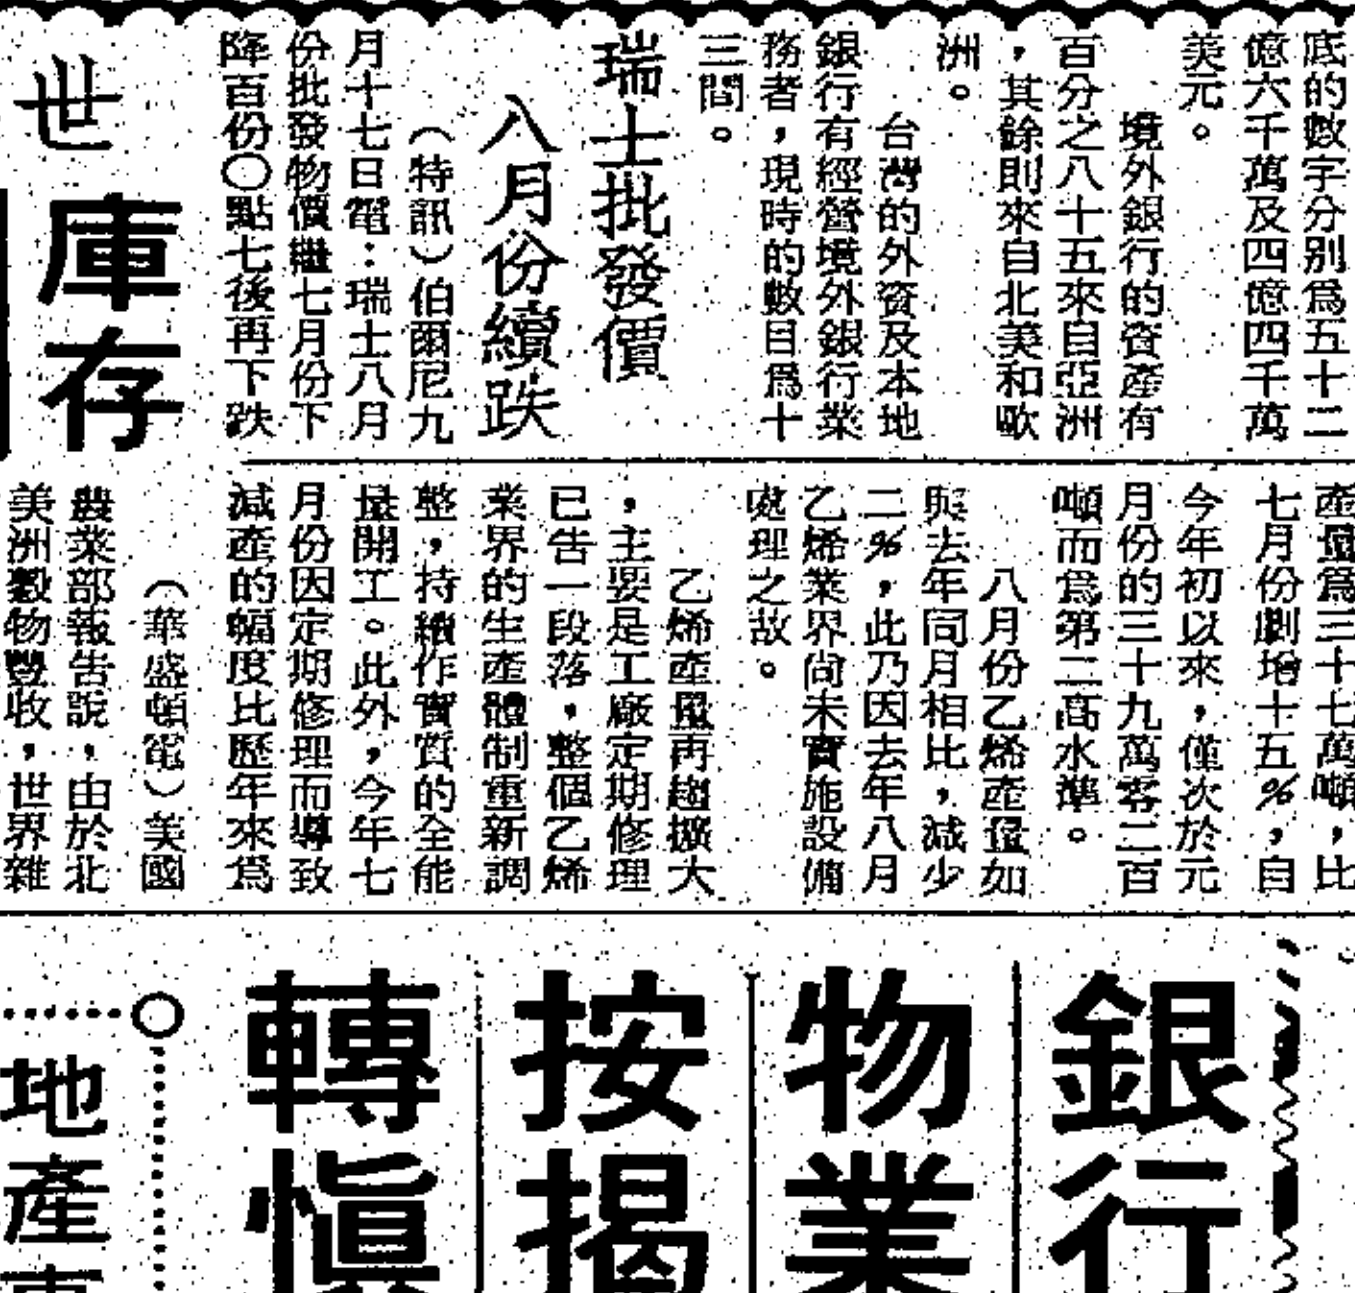 底的數字分別爲五十二
億六千萬及四億四千萬
美元。
境外銀行的資產有
百分之八十五來自亞洲
，其餘則來自北美和歐
洲。
台灣的外資及本地
銀行有經營境外銀行業
務者，現時的數目爲十
三間。
瑞士批發價
八月份續跌
（特訊）伯爾尼九
月十七日電：瑞士八月
份批發物價繼七月份下
降百份〇點七後再下跌
產量爲三十七萬噸，比
七月份劇增十五%，自
今年初以來，僅次於元
月份的三十九萬零二百
噸而爲第二高水準。
八月份乙烯產量如
與去年同月相比，減少
二%，此乃因去年八月
乙烯業界尚未實施設備
處理之故。
乙烯產量再趨擴大
，主要是工廠定期修理
已告一段落，整個乙烯
業界的生產體制重新調
整，持續作實質的全能
量開工。此外，今年七
月份因定期修理而導致
減產的幅度比歷年來爲
世
庫存
（華盛頓電）美國
農業部報告說，由於北
美洲穀物豐收，世界雜
銀行
物業
按揭
轉慎
地產